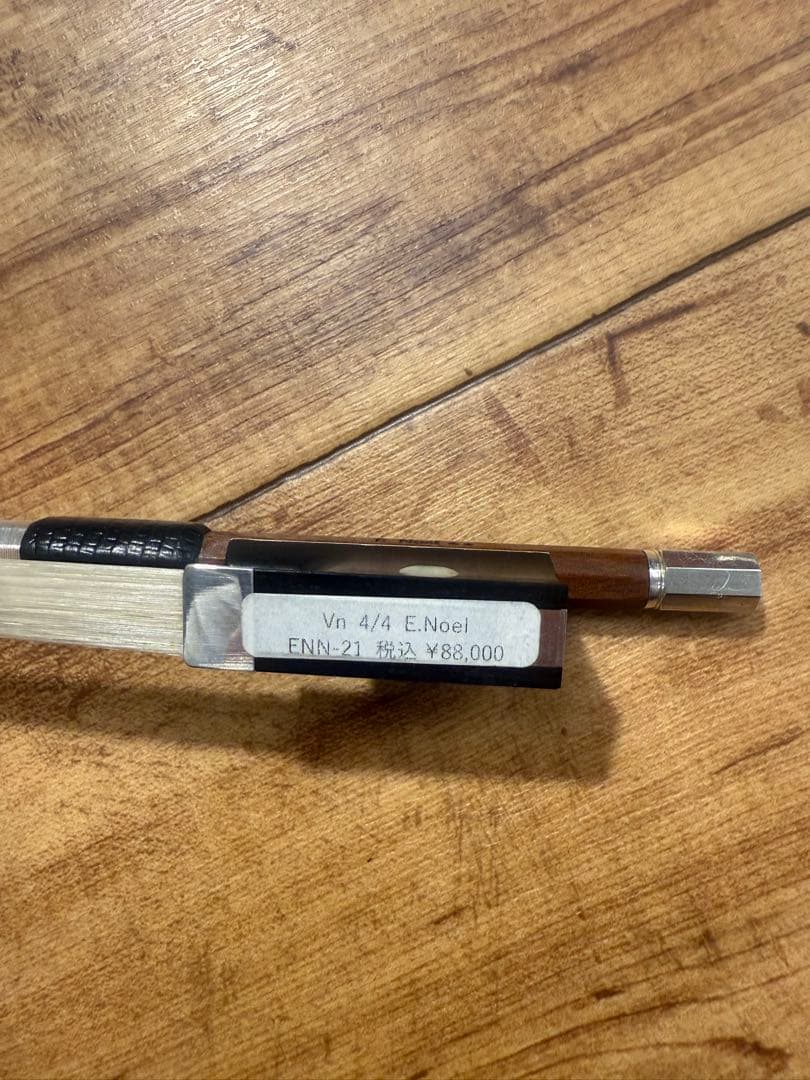 Vn 4/4 E.Noel
ENN-21 税込 ¥88,000